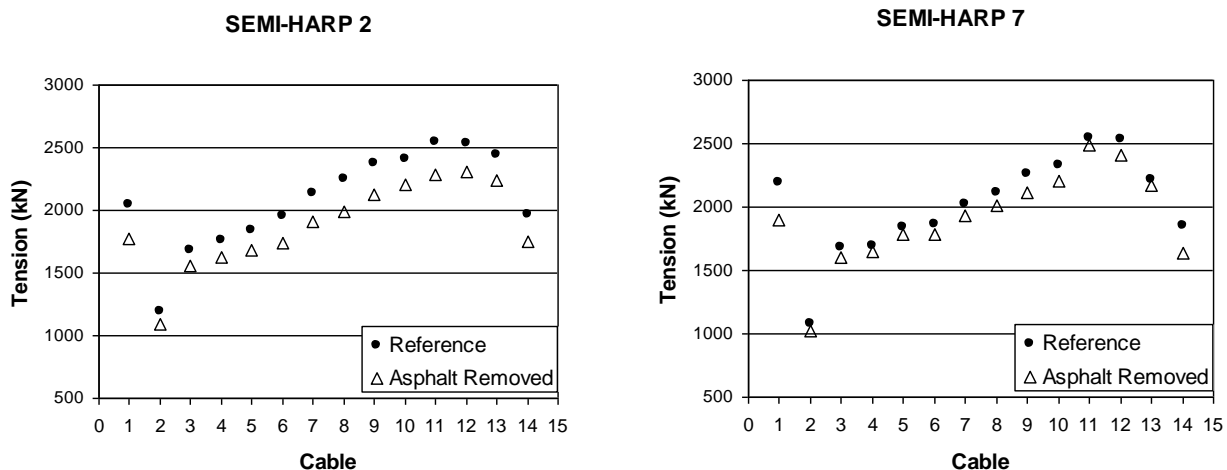 SEMI-HARP 2
3000
2500
2000
1500
1000
500
Tension (kN)
0 1 2 3 4 5 6 7 8 9 10 11 12 13 14 15
Cable
Reference
Asphalt Removed
SEMI-HARP 7
3000
2500
2000
1500
1000
500
Tension (kN)
0 1 2 3 4 5 6 7 8 9 10 11 12 13 14 15
Cable
Reference
Asphalt Removed